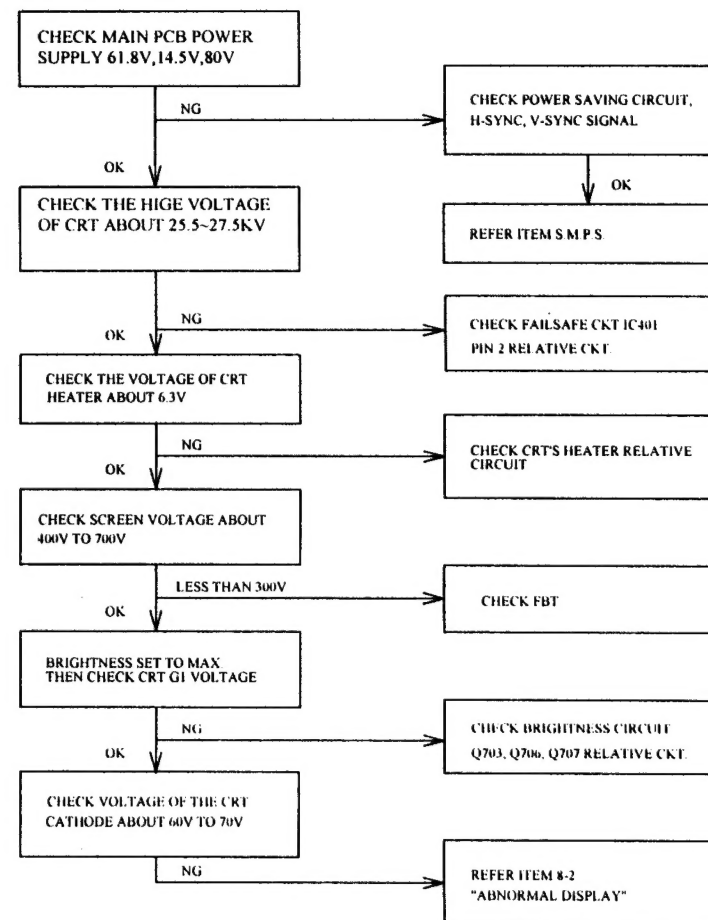 CHECK MAIN PCB POWER
SUPPLY 61.8V,14.5V,80V
NG
CHECK POWER SAVING CIRCUIT,
H-SYNC, V-SYNC SIGNAL
OK
OK
CHECK THE HIGE VOLTAGE
OF CRT ABOUT 25.5~27.5KV
REFER ITEM S.M.P.S.
NG
CHECK FAILSAFE CKT IC401
PIN 2 RELATIVE CKT.
OK
CHECK THE VOLTAGE OF CRT
HEATER ABOUT 6.3V
NG
CHECK CRT'S HEATER RELATIVE
CIRCUIT
OK
CHECK SCREEN VOLTAGE ABOUT
400V TO 700V
LESS THAN 300V
CHECK FBT
OK
BRIGHTNESS SET TO MAX
THEN CHECK CRT G1 VOLTAGE
NG
CHECK BRIGHTNESS CIRCUIT
Q703, Q706, Q707 RELATIVE CKT.
OK
CHECK VOLTAGE OF THE CRT
CATHODE ABOUT 60V TO 70V
NG
REFER ITEM 8-2
"ABNORMAL DISPLAY"